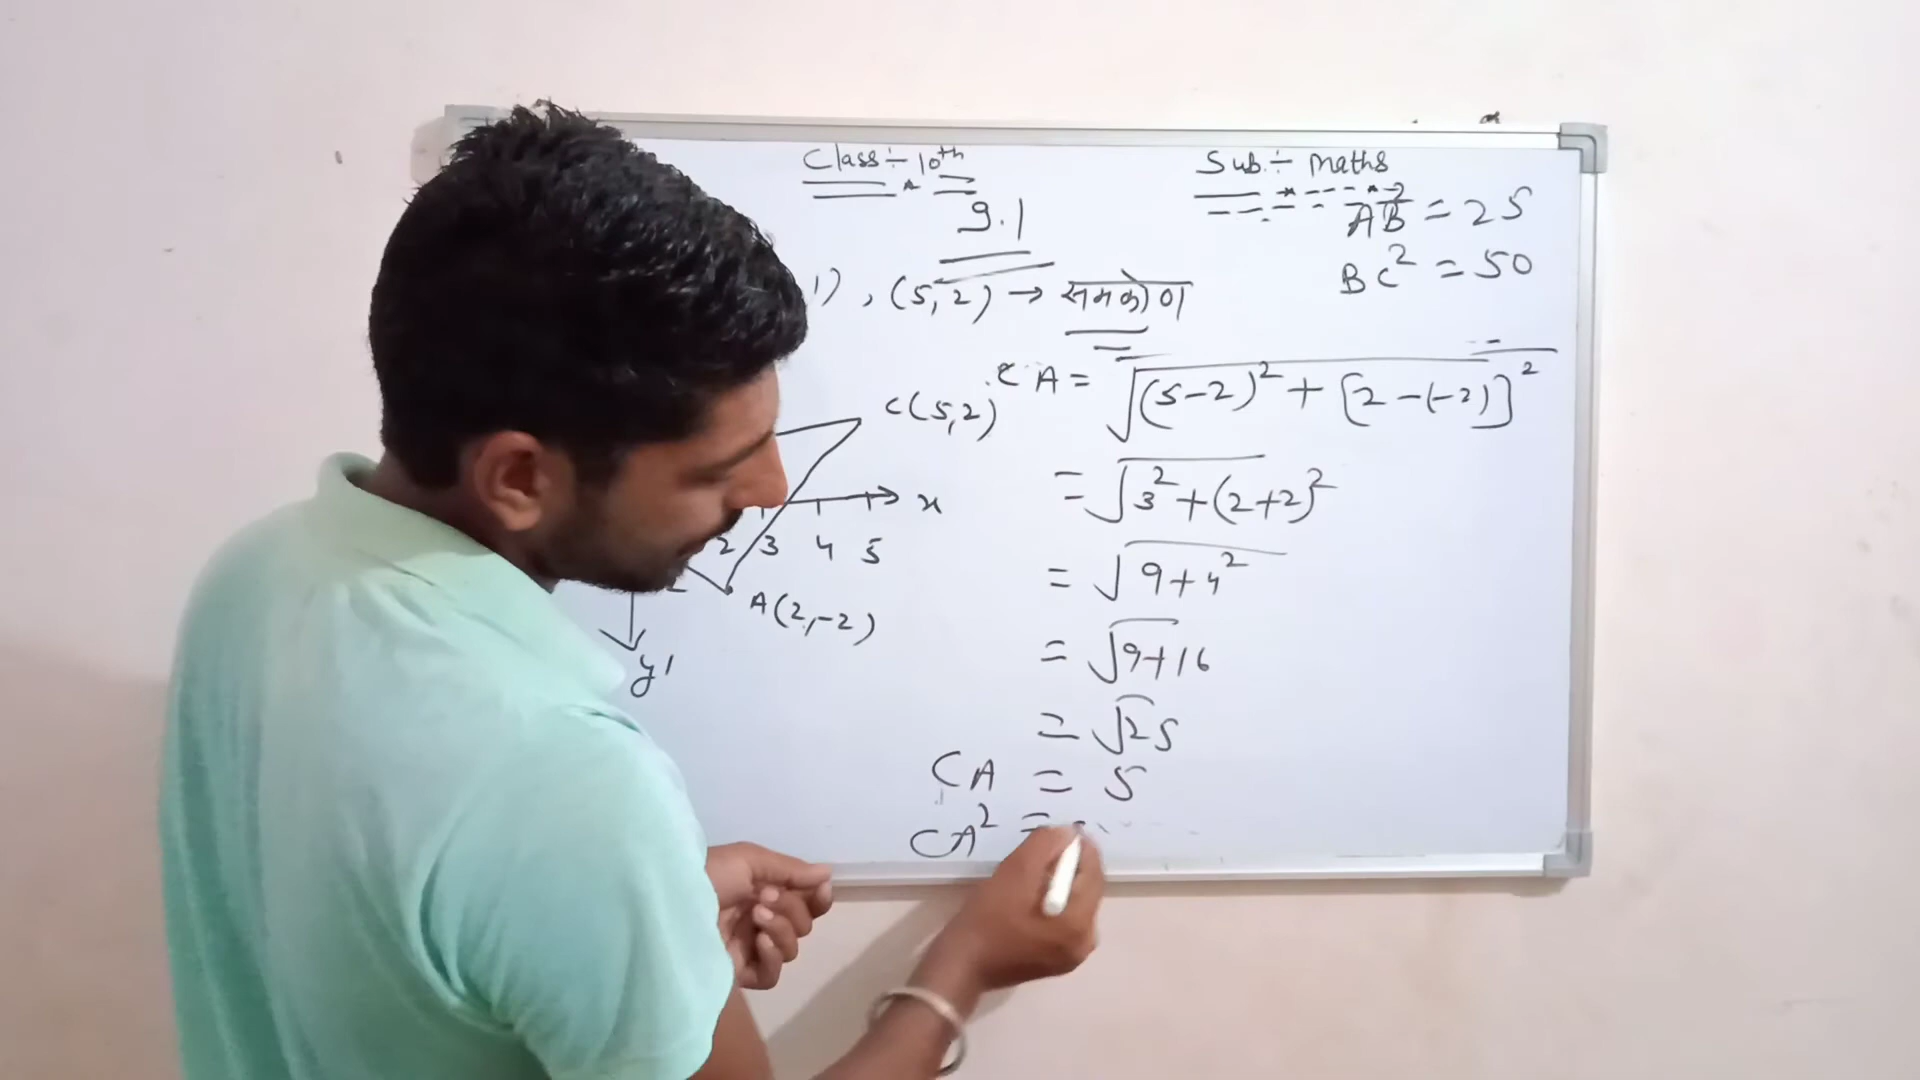 Class:- 10th
Sub:- Maths
9.1
AB = 25
BC² = 50
1), (5,2) → समकोण
CA = √(5-2)² + [2-(-2)]²
C(5,2)
= √3²+(2+2)²
x
2 3 4 5
= √9+4²
A(2,-2)
y'
= √9+16
= √25
CA = 5
CA² =